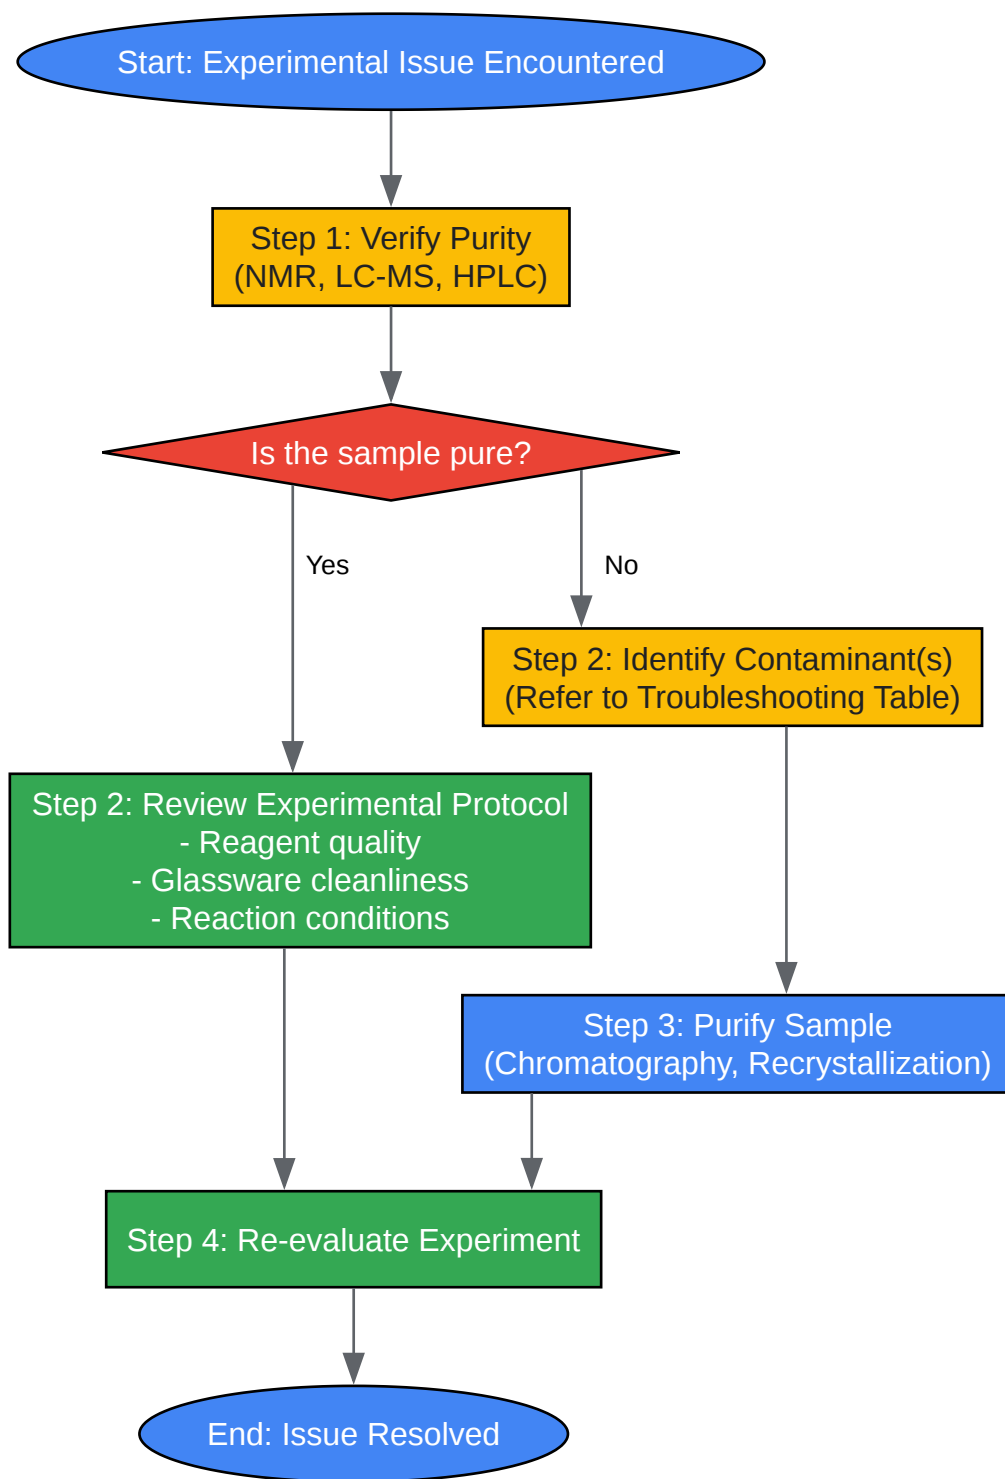 Start: Experimental Issue Encountered
Step 1: Verify Purity
(NMR, LC-MS, HPLC)
Is the sample pure?
Yes
No
Step 2: Identify Contaminant(s)
(Refer to Troubleshooting Table)
Step 2: Review Experimental Protocol
- Reagent quality
- Glassware cleanliness
- Reaction conditions
Step 3: Purify Sample
(Chromatography, Recrystallization)
Step 4: Re-evaluate Experiment
End: Issue Resolved